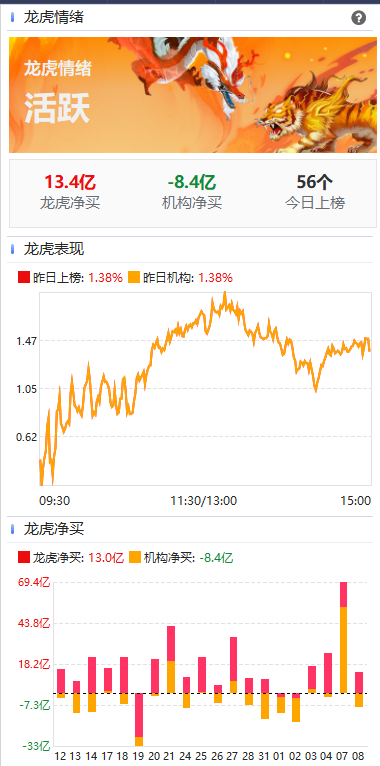 龙虎情绪
龙虎情绪
活跃
13.4亿 -8.4亿 56个
龙虎净买 机构净买 今日上榜
龙虎表现
昨日上榜: 1.38% 昨日机构: 1.38%
1.47
1.05
0.62
09:30 11:30/13:00 15:00
龙虎净买
龙虎净买: 13.0亿 机构净买: -8.4亿
69.4亿
43.8亿
18.2亿
-7.3亿
-33亿
12 13 14 17 18 19 20 21 24 25 26 27 28 31 01 02 03 04 07 08